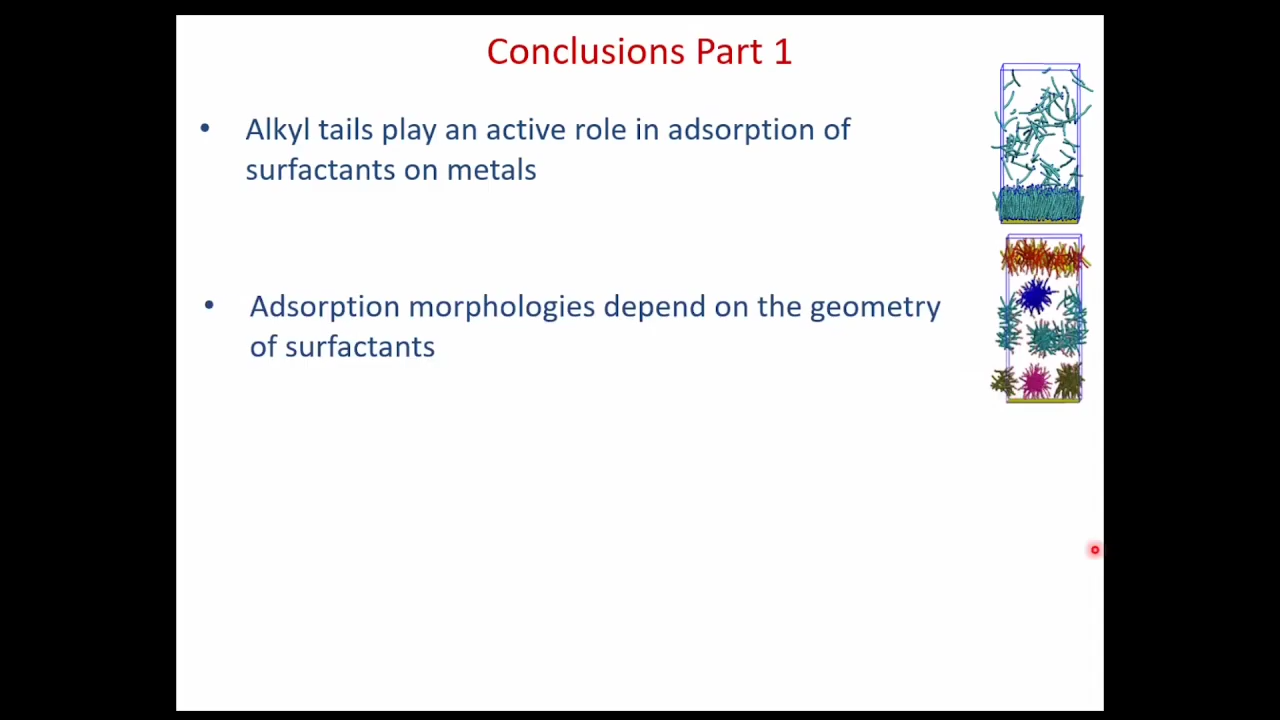 Conclusions Part 1
• Alkyl tails play an active role in adsorption of
surfactants on metals
• Adsorption morphologies depend on the geometry
of surfactants